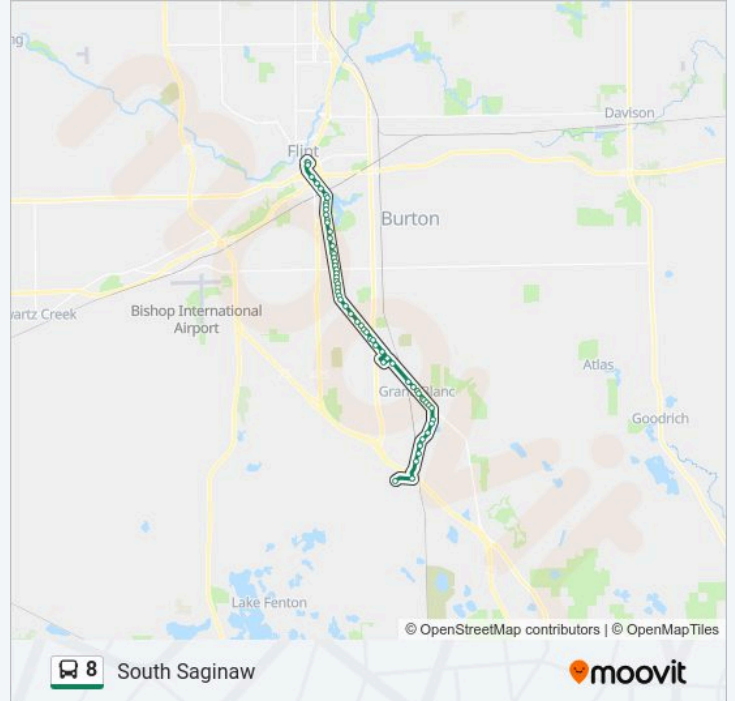 Davison
Flint
Burton
Bishop International
Airport
wartz Creek
Atlas
Grand Blanc
Goodrich
Lake Fenton
© OpenStreetMap contributors | © OpenMapTiles
8 South Saginaw
moovit